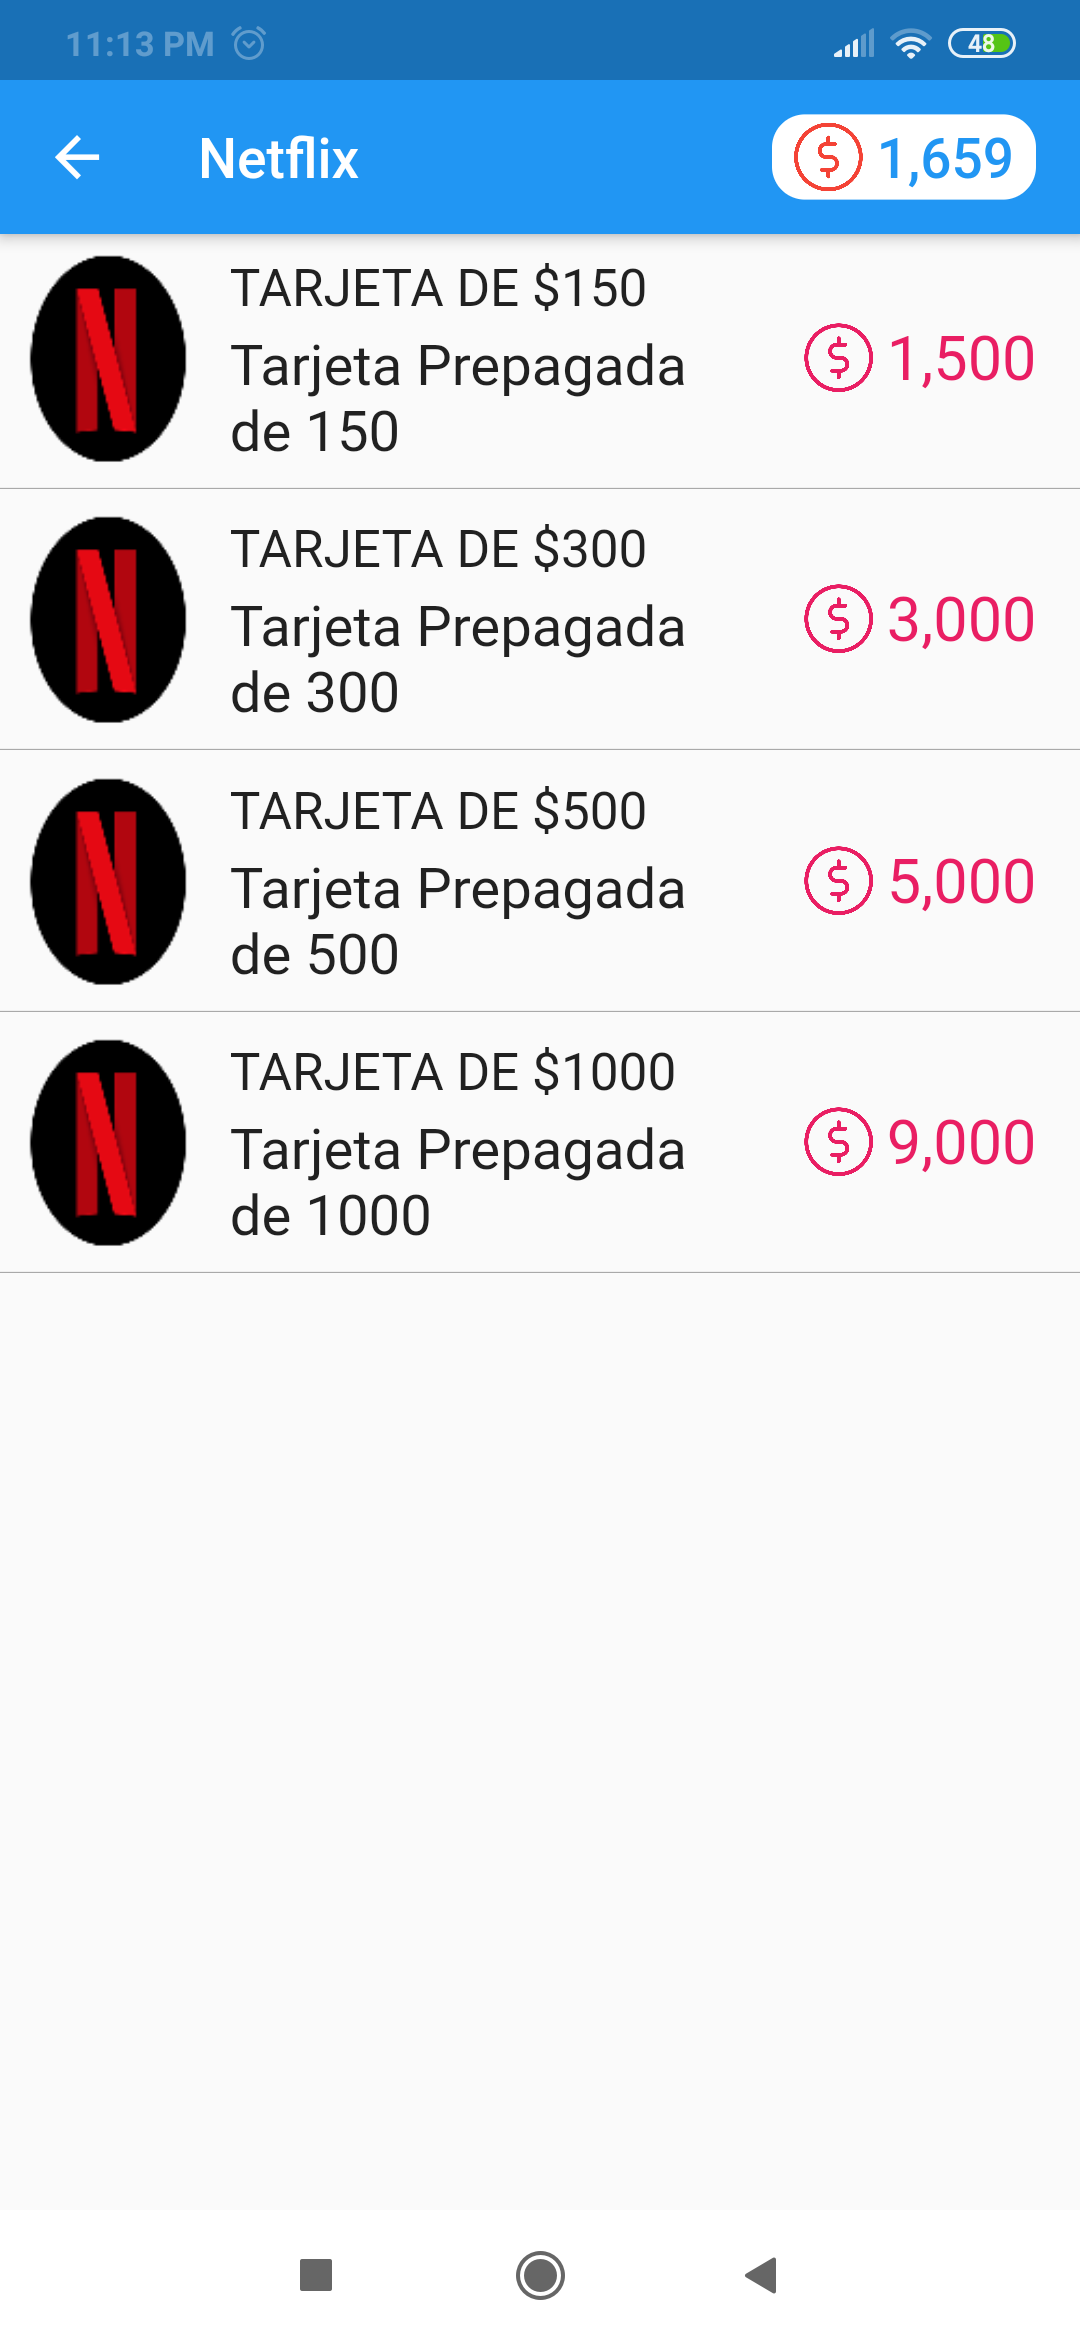 11:13 PM
48
Netflix
$ 1,659
TARJETA DE $150
Tarjeta Prepagada
de 150
$ 1,500
TARJETA DE $300
Tarjeta Prepagada
de 300
$ 3,000
TARJETA DE $500
Tarjeta Prepagada
de 500
$ 5,000
TARJETA DE $1000
Tarjeta Prepagada
de 1000
$ 9,000